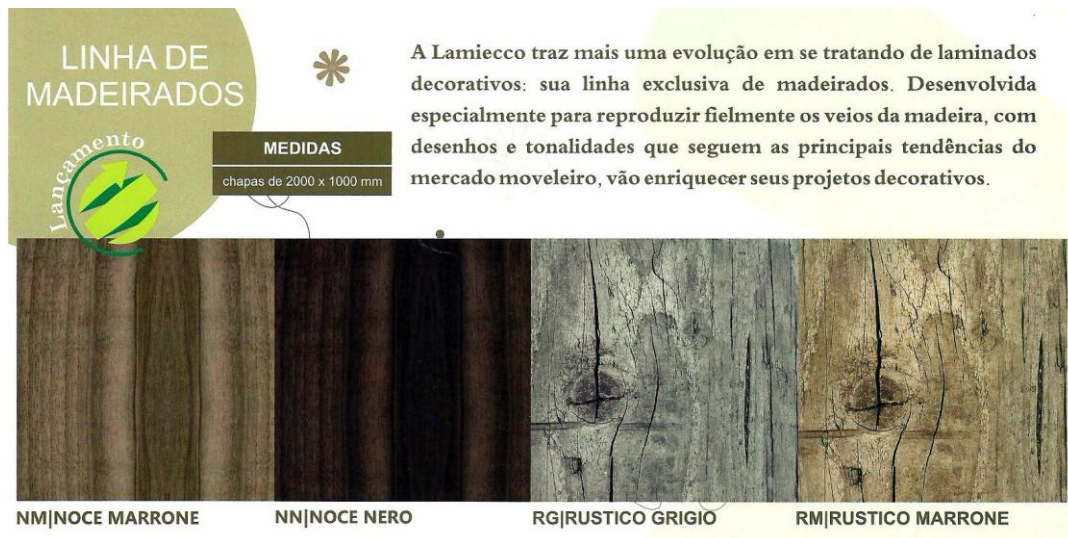 LINHA DE
MADEIRADOS
Lançamento
MEDIDAS
chapas de 2000 x 1000 mm
A Lamiecco traz mais uma evolução em se tratando de laminados
decorativos: sua linha exclusiva de madeirados. Desenvolvida
especialmente para reproduzir fielmente os veios da madeira, com
desenhos e tonalidades que seguem as principais tendências do
mercado moveleiro, vão enriquecer seus projetos decorativos.
NM|NOCE MARRONE
NN|NOCE NERO
RG|RUSTICO GRIGIO
RM|RUSTICO MARRONE